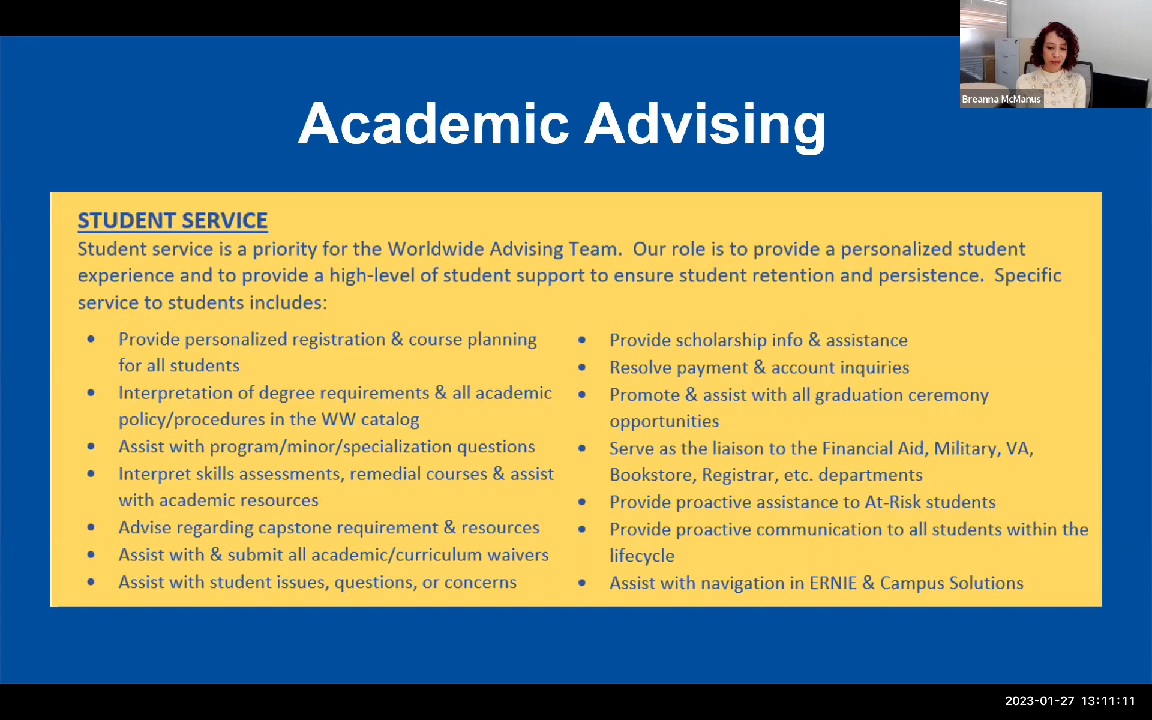 Breanna McManus
Academic Advising
STUDENT SERVICE
Student service is a priority for the Worldwide Advising Team. Our role is to provide a personalized student
experience and to provide a high-level of student support to ensure student retention and persistence. Specific
service to students includes:
• Provide personalized registration & course planning
for all students
• Interpretation of degree requirements & all academic
policy/procedures in the WW catalog
• Assist with program/minor/specialization questions
• Interpret skills assessments, remedial courses & assist
with academic resources
• Advise regarding capstone requirement & resources
• Assist with & submit all academic/curriculum waivers
• Assist with student issues, questions, or concerns
• Provide scholarship info & assistance
• Resolve payment & account inquiries
• Promote & assist with all graduation ceremony
opportunities
• Serve as the liaison to the Financial Aid, Military, VA,
Bookstore, Registrar, etc. departments
• Provide proactive assistance to At-Risk students
• Provide proactive communication to all students within the
lifecycle
• Assist with navigation in ERNIE & Campus Solutions
2023-01-27 13:11:11